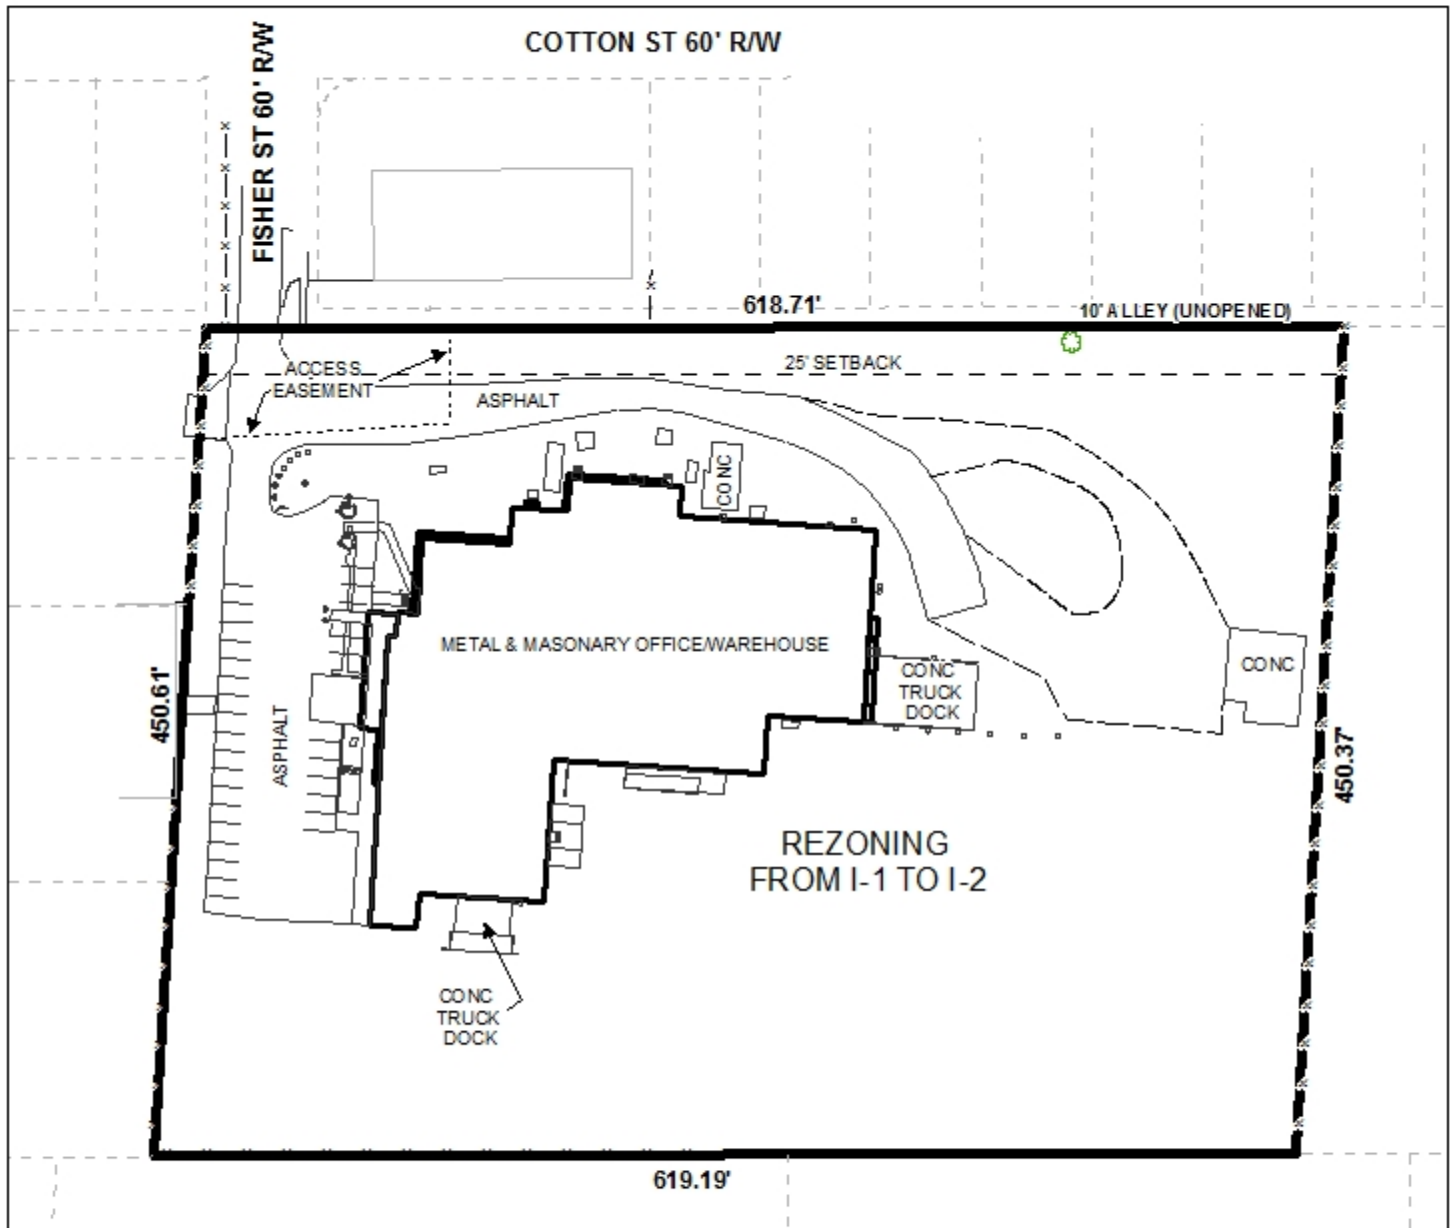 COTTON ST 60' R/W
FISHER ST 60' R/W
618.71'
10' ALLEY (UNOPENED)
25' SETBACK
ACCESS
EASEMENT
ASPHALT
CONC
METAL & MASONARY OFFICE/WAREHOUSE
CONC
TRUCK
DOCK
CONC
450.61'
ASPHALT
450.37'
REZONING
FROM I-1 TO I-2
CONC
TRUCK
DOCK
619.19'